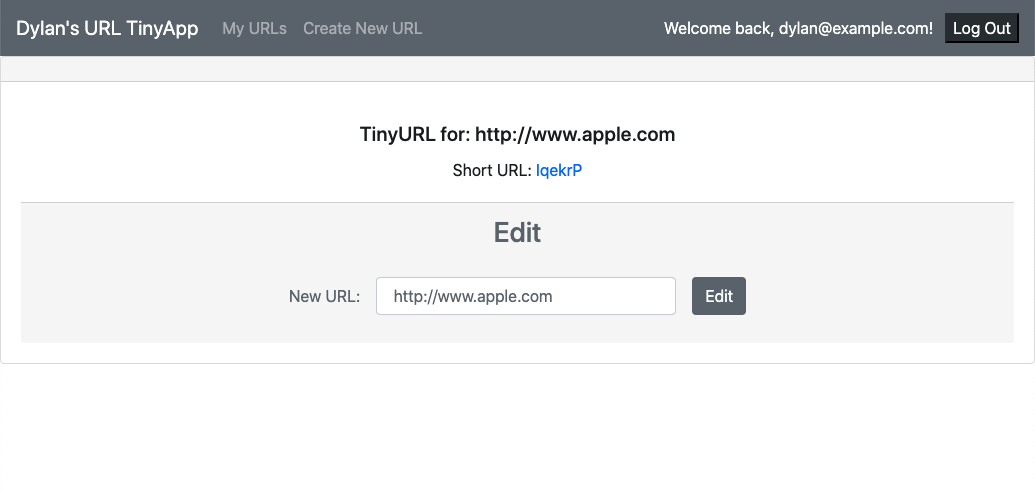 Dylan's URL TinyApp My URLs Create New URL Welcome back, dylan@example.com! Log Out
TinyURL for: http://www.apple.com
Short URL: lqekrP
Edit
New URL: http://www.apple.com Edit